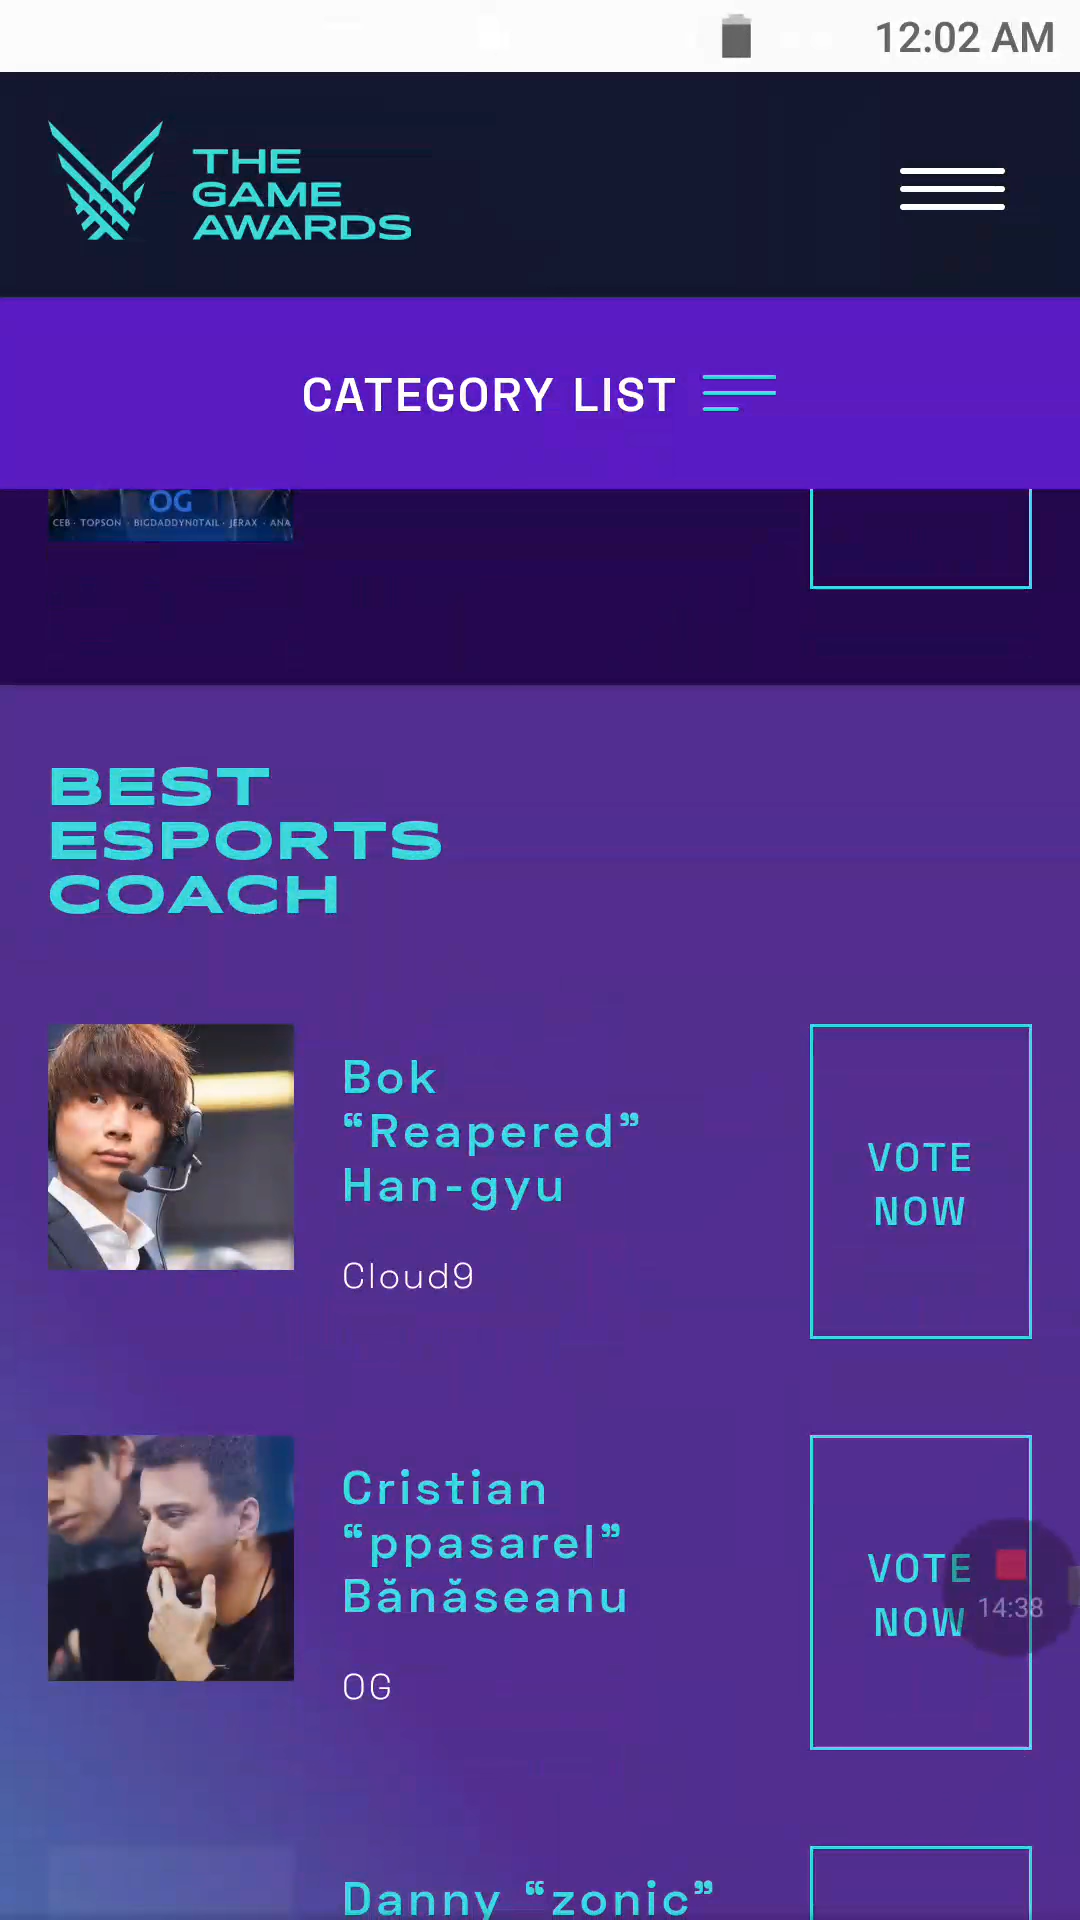 12:02 AM
THE
GAME
AWARDS
CATEGORY LIST
OG
CEB · TOPSON · BIGDADDYN0TAIL · JERAX · ANA
BEST
ESPORTS
COACH
Bok
“Reapered”
Han-gyu
Cloud9
VOTE
NOW
Cristian
“ppasarel”
Bănăseanu
OG
VOTE
NOW
14:38
Danny “zonic”